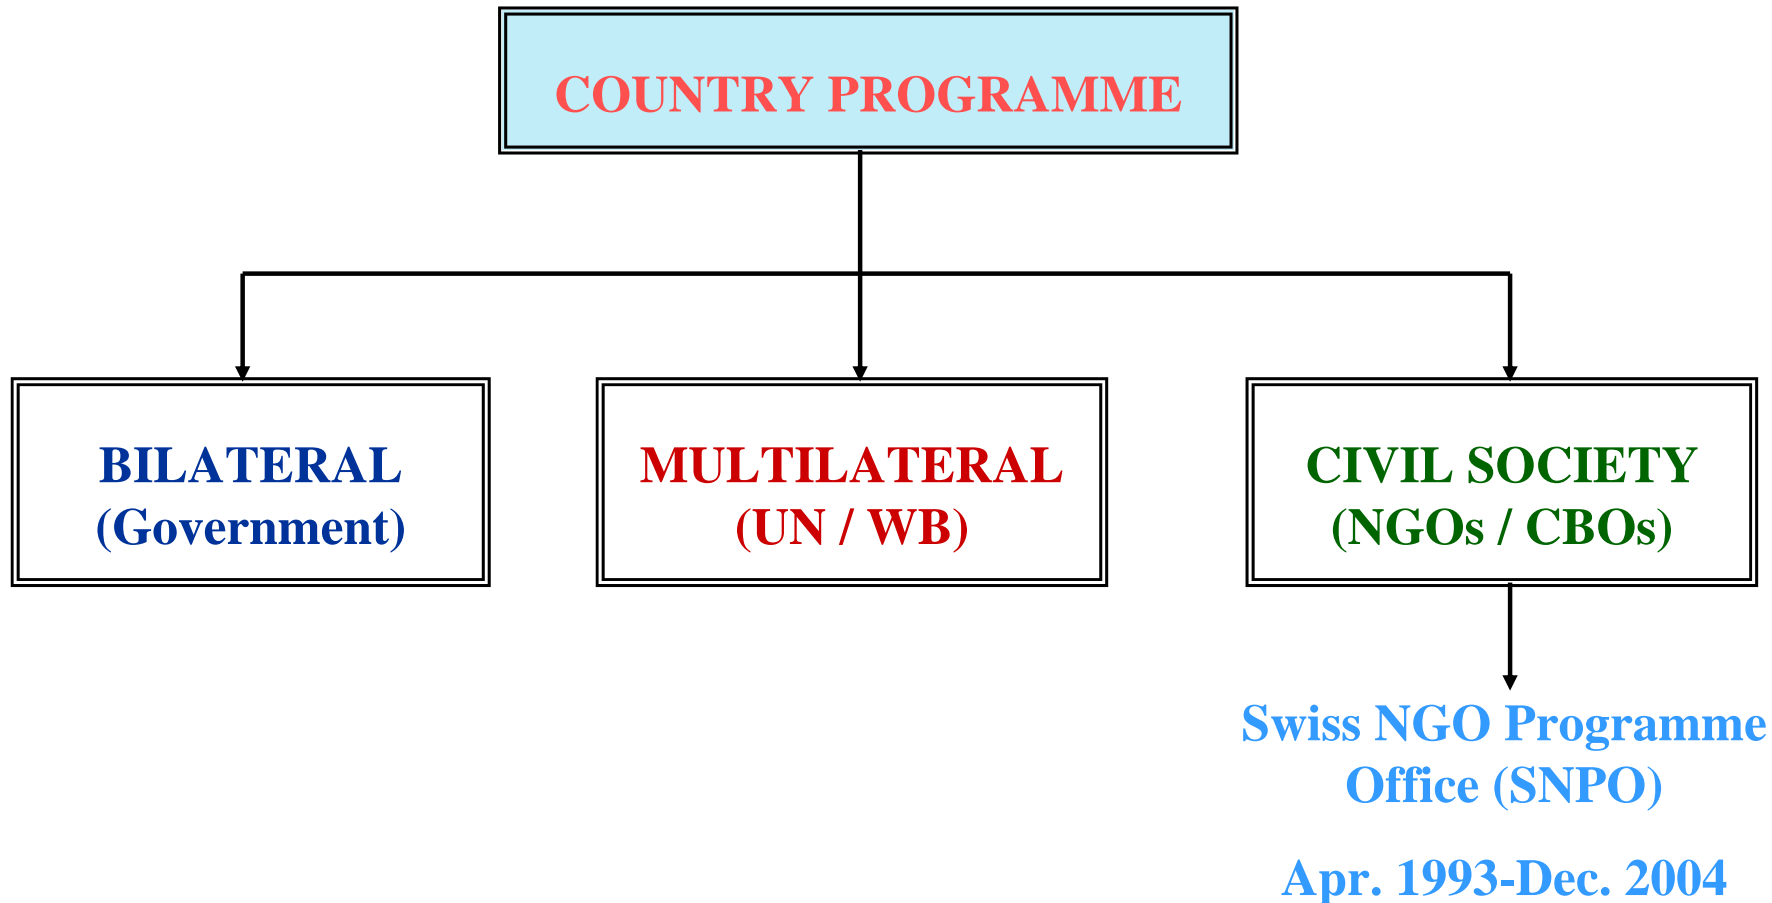 COUNTRY PROGRAMME
BILATERAL
(Government)
MULTILATERAL
(UN / WB)
CIVIL SOCIETY
(NGOs / CBOs)
Swiss NGO Programme
Office (SNPO)
Apr. 1993-Dec. 2004